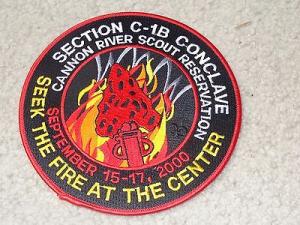 SECTION C-1B CONCLAVE
CANNON RIVER SCOUT RESERVATION
SEPTEMBER 15-17, 2000
SEEK THE FIRE AT THE CENTER